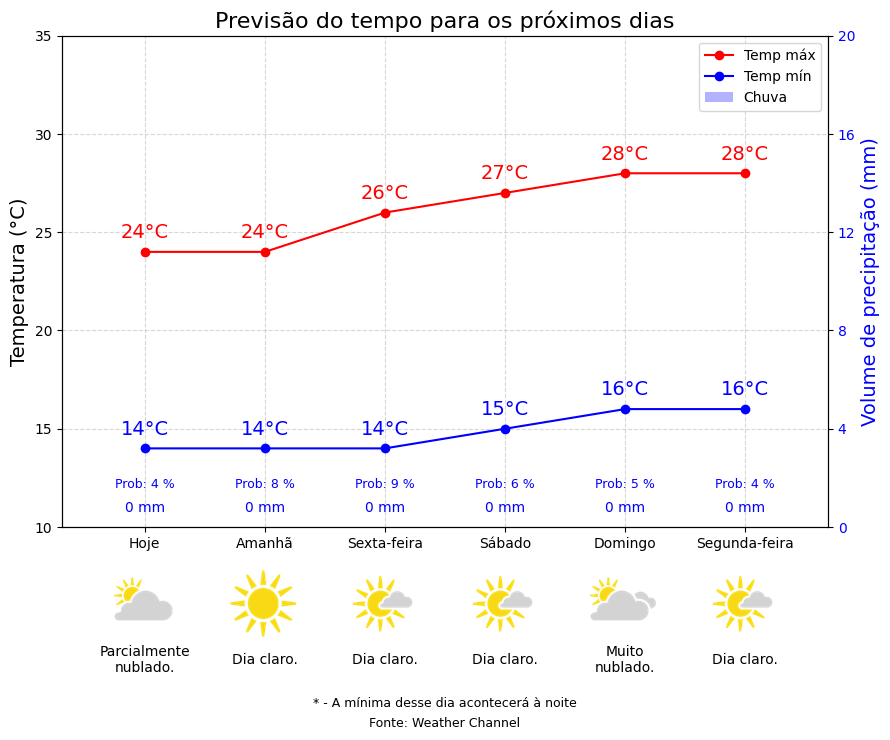 Previsão do tempo para os próximos dias
35
30
25
20
15
10
Temperatura (°C)
20
16
12
8
4
0
Volume de precipitação (mm)
Temp máx
Temp mín
Chuva
24°C 24°C 26°C 27°C 28°C 28°C
14°C 14°C 14°C 15°C 16°C 16°C
Prob: 4 % Prob: 8 % Prob: 9 % Prob: 6 % Prob: 5 % Prob: 4 %
0 mm 0 mm 0 mm 0 mm 0 mm 0 mm
Hoje Amanhã Sexta-feira Sábado Domingo Segunda-feira
Parcialmente
nublado.
Dia claro.
Dia claro.
Dia claro.
Muito
nublado.
Dia claro.
* - A mínima desse dia acontecerá à noite
Fonte: Weather Channel